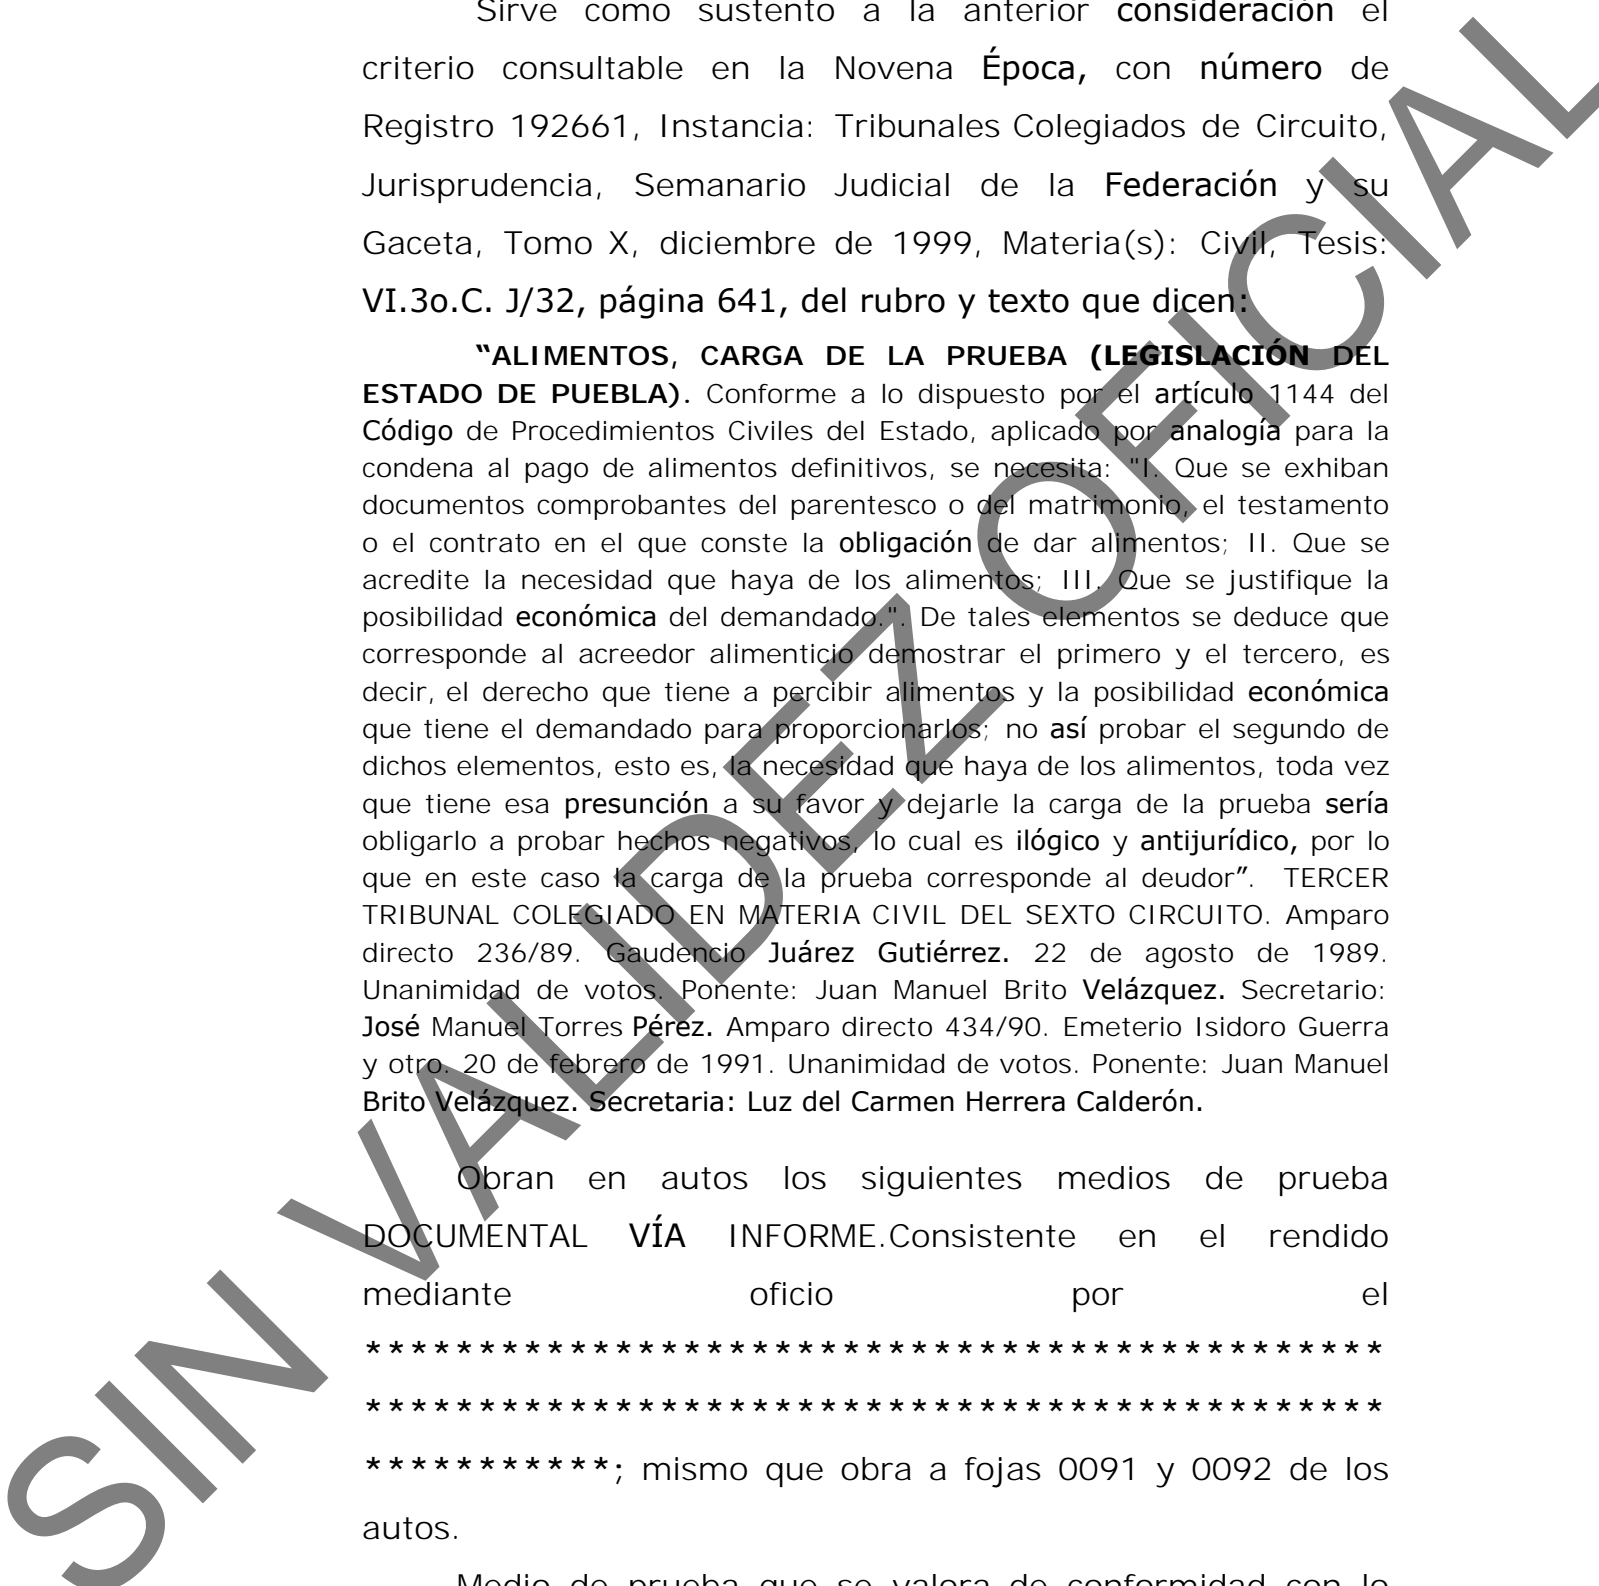 Sirve como sustento a la anterior consideración el
criterio consultable en la Novena Época, con número de
Registro 192661, Instancia: Tribunales Colegiados de Circuito,
Jurisprudencia, Semanario Judicial de la Federación y su
Gaceta, Tomo X, diciembre de 1999, Materia(s): Civil, Tesis:
VI.3o.C. J/32, página 641, del rubro y texto que dicen:
“ALIMENTOS, CARGA DE LA PRUEBA (LEGISLACIÓN DEL
ESTADO DE PUEBLA). Conforme a lo dispuesto por el artículo 1144 del
Código de Procedimientos Civiles del Estado, aplicado por analogía para la
condena al pago de alimentos definitivos, se necesita: "I. Que se exhiban
documentos comprobantes del parentesco o del matrimonio, el testamento
o el contrato en el que conste la obligación de dar alimentos; II. Que se
acredite la necesidad que haya de los alimentos; III. Que se justifique la
posibilidad económica del demandado.". De tales elementos se deduce que
corresponde al acreedor alimenticio demostrar el primero y el tercero, es
decir, el derecho que tiene a percibir alimentos y la posibilidad económica
que tiene el demandado para proporcionarlos; no así probar el segundo de
dichos elementos, esto es, la necesidad que haya de los alimentos, toda vez
que tiene esa presunción a su favor y dejarle la carga de la prueba sería
obligarlo a probar hechos negativos, lo cual es ilógico y antijurídico, por lo
que en este caso la carga de la prueba corresponde al deudor”. TERCER
TRIBUNAL COLEGIADO EN MATERIA CIVIL DEL SEXTO CIRCUITO. Amparo
directo 236/89. Gaudencio Juárez Gutiérrez. 22 de agosto de 1989.
Unanimidad de votos. Ponente: Juan Manuel Brito Velázquez. Secretario:
José Manuel Torres Pérez. Amparo directo 434/90. Emeterio Isidoro Guerra
y otro. 20 de febrero de 1991. Unanimidad de votos. Ponente: Juan Manuel
Brito Velázquez. Secretaria: Luz del Carmen Herrera Calderón.
Obran en autos los siguientes medios de prueba
DOCUMENTAL VÍA INFORME.Consistente en el rendido
mediante oficio por el
*********************************************
*********************************************
***********; mismo que obra a fojas 0091 y 0092 de los
autos.
Medio de prueba que se valora de conformidad con lo
SIN VALIDEZ OFICIAL